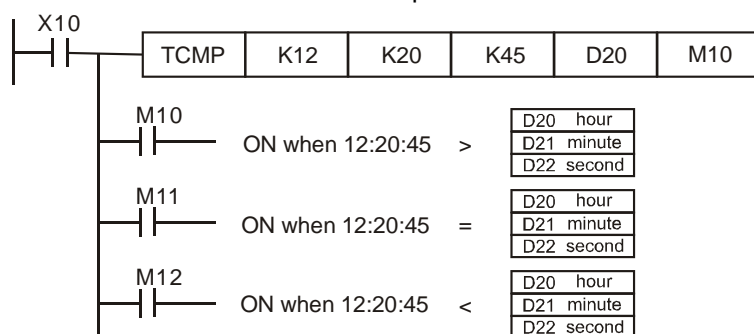 X10
TCMP K12 K20 K45 D20 M10
M10
ON when 12:20:45 >
D20 hour
D21 minute
D22 second
M11
ON when 12:20:45 =
D20 hour
D21 minute
D22 second
M12
ON when 12:20:45 <
D20 hour
D21 minute
D22 second